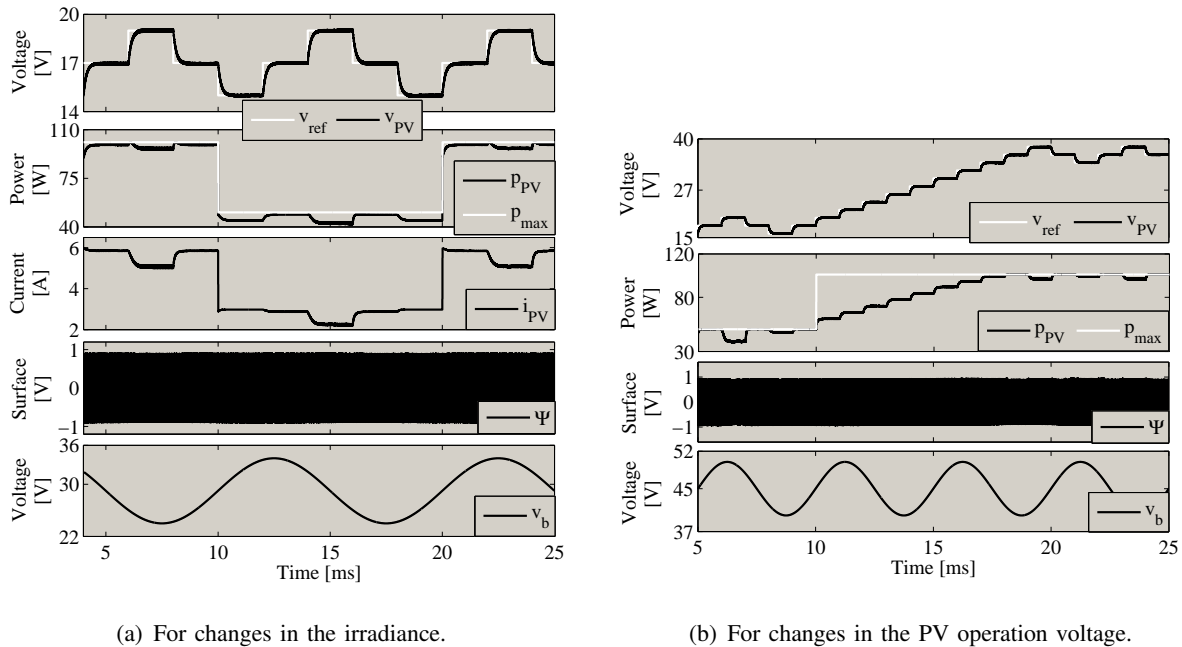 20
17
14
Voltage
[V]
v_ref v_PV
110
75
40
Power
[W]
p_PV
p_max
6
4
2
Current
[A]
i_PV
1
0
−1
Surface
[V]
Ψ
36
30
22
Voltage
[V]
v_b
5 10 15 20 25
Time [ms]
(a) For changes in the irradiance.
40
27
15
Voltage
[V]
v_ref v_PV
120
80
30
Power
[W]
p_PV p_max
1
0
−1
Surface
[V]
Ψ
52
45
37
Voltage
[V]
v_b
5 10 15 20 25
Time [ms]
(b) For changes in the PV operation voltage.